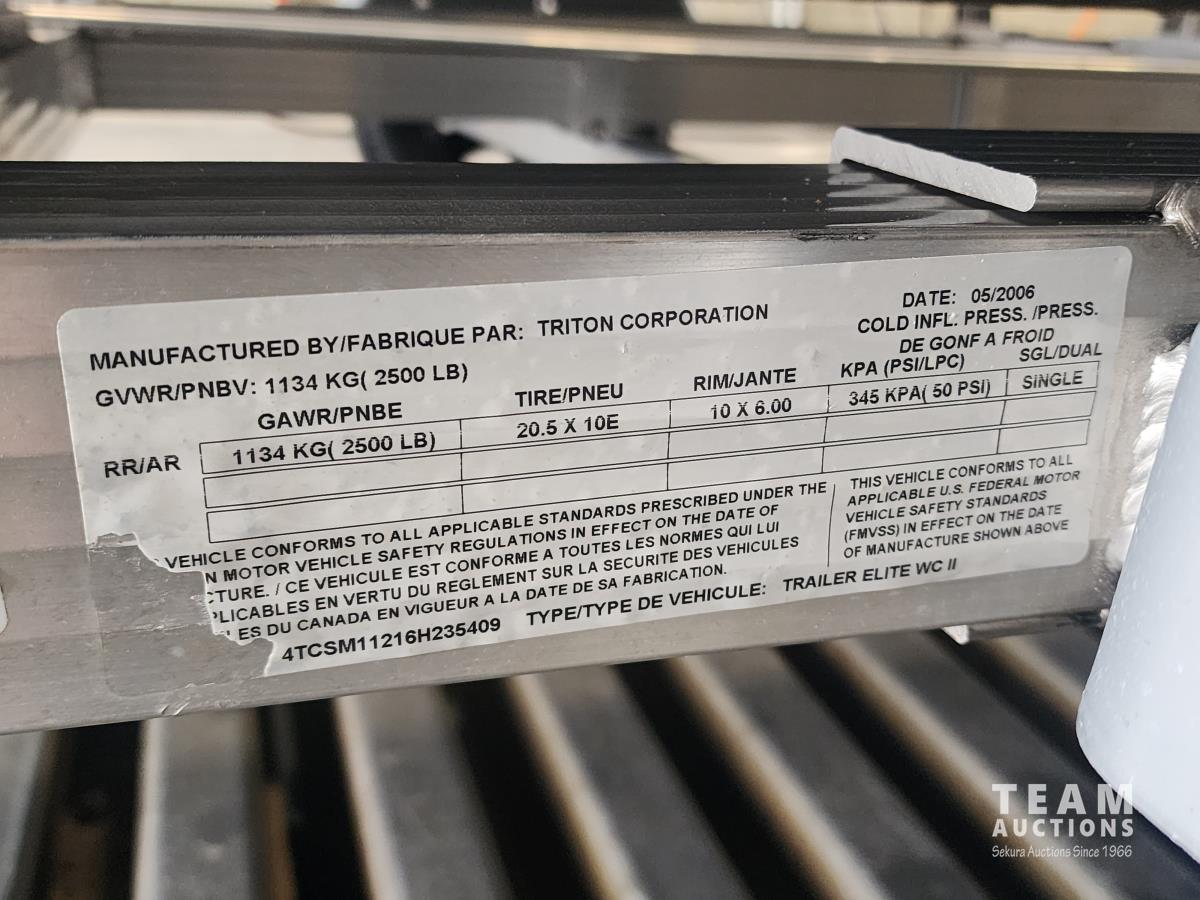 MANUFACTURED BY/FABRIQUE PAR: TRITON CORPORATION
DATE: 05/2006
GVWR/PNBV: 1134 KG( 2500 LB)
COLD INFL. PRESS. /PRESS.
DE GONF A FROID
GAWR/PNBE TIRE/PNEU RIM/JANTE KPA (PSI/LPC) SGL/DUAL
RR/AR 1134 KG( 2500 LB) 20.5 X 10E 10 X 6.00 345 KPA( 50 PSI) SINGLE
VEHICLE CONFORMS TO ALL APPLICABLE STANDARDS PRESCRIBED UNDER THE
N MOTOR VEHICLE SAFETY REGULATIONS IN EFFECT ON THE DATE OF
CTURE. / CE VEHICULE EST CONFORME A TOUTES LES NORMES QUI LUI
PLICABLES EN VERTU DU REGLEMENT SUR LA SECURITE DES VEHICULES
ES DU CANADA EN VIGUEUR A LA DATE DE SA FABRICATION.
THIS VEHICLE CONFORMS TO ALL
APPLICABLE U.S. FEDERAL MOTOR
VEHICLE SAFETY STANDARDS
(FMVSS) IN EFFECT ON THE DATE
OF MANUFACTURE SHOWN ABOVE
4TCSM11216H235409 TYPE/TYPE DE VEHICULE: TRAILER ELITE WC II
TEAM
AUCTIONS
Sekura Auctions Since 1966